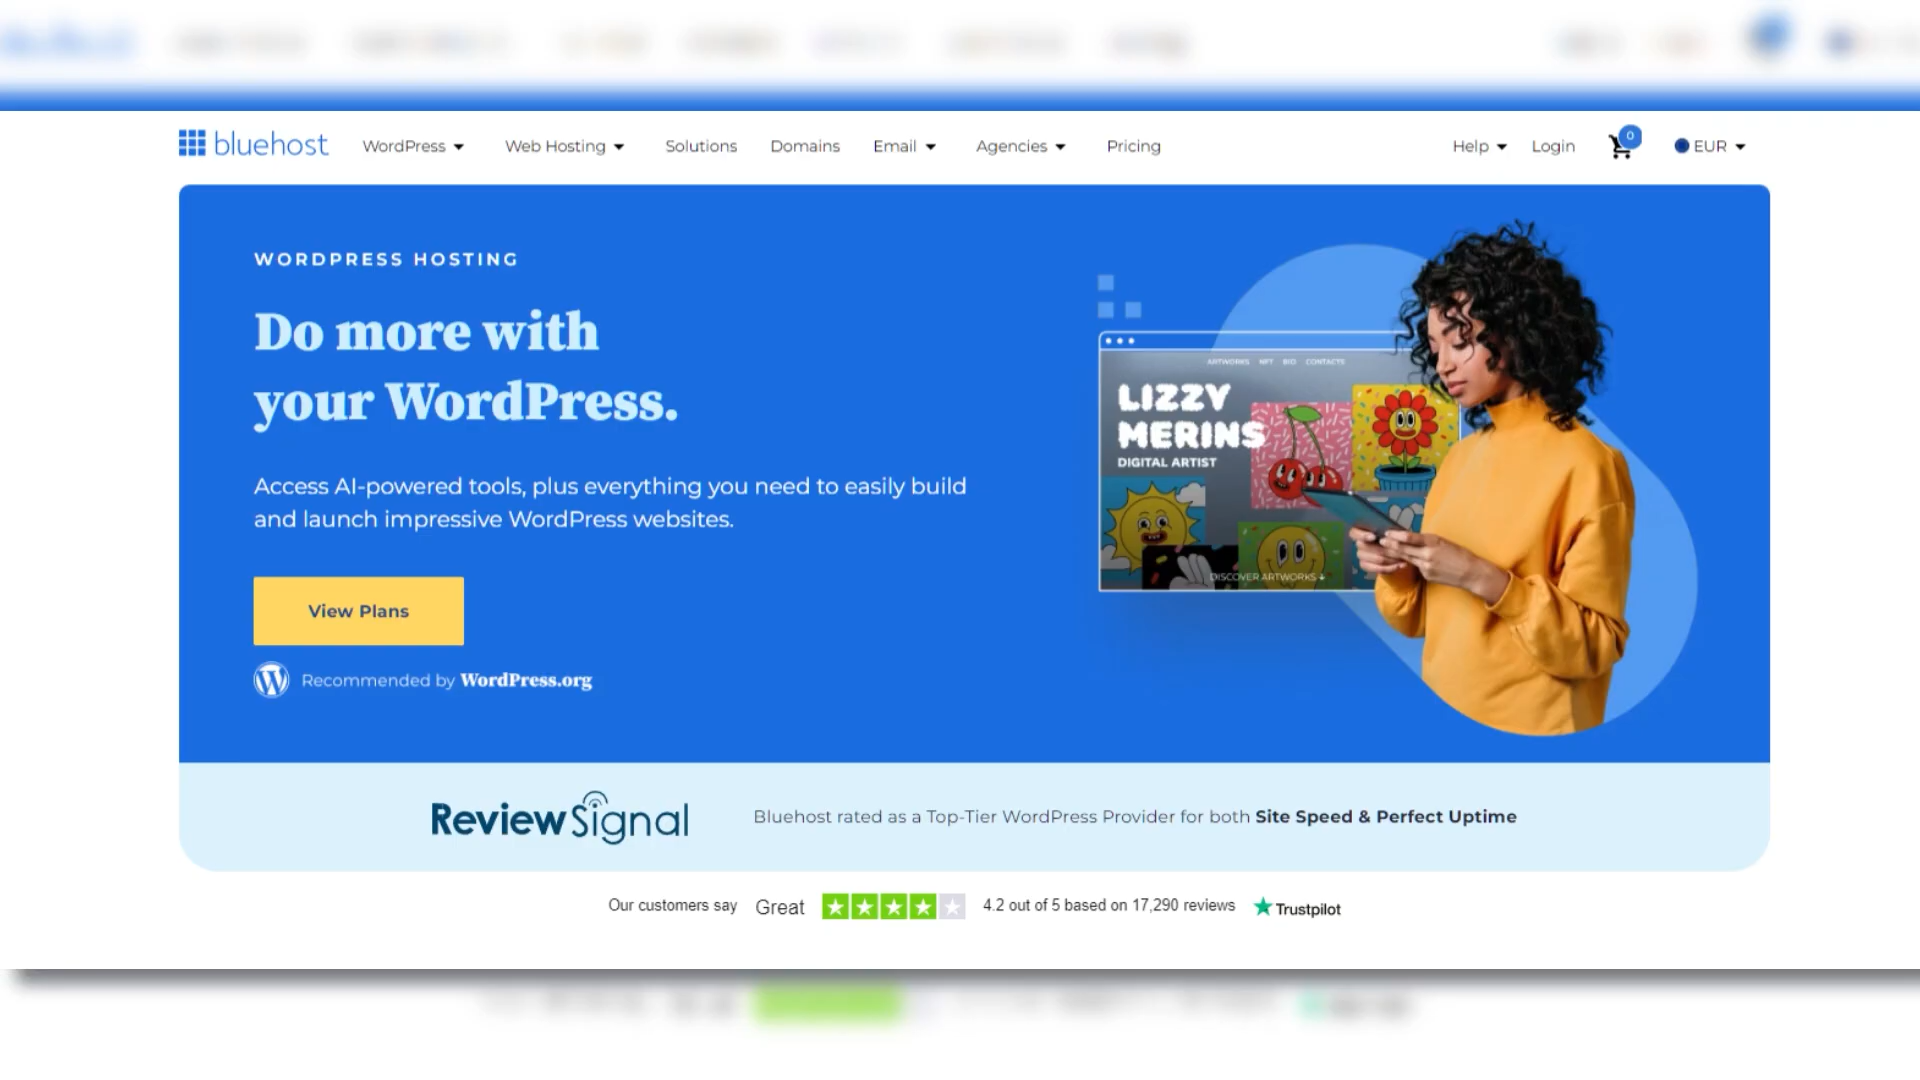 bluehost
WordPress
Web Hosting
Solutions
Domains
Email
Agencies
Pricing
Help
Login
0
EUR
WORDPRESS HOSTING
Do more with
your WordPress.
Access AI-powered tools, plus everything you need to easily build
and launch impressive WordPress websites.
View Plans
Recommended by WordPress.org
ARTWORKS NFT BIO CONTACTS
LIZZY
MERINS
DIGITAL ARTIST
DISCOVER ARTWORKS
ReviewSignal
Bluehost rated as a Top-Tier WordPress Provider for both Site Speed & Perfect Uptime
Our customers say Great 4.2 out of 5 based on 17,290 reviews Trustpilot